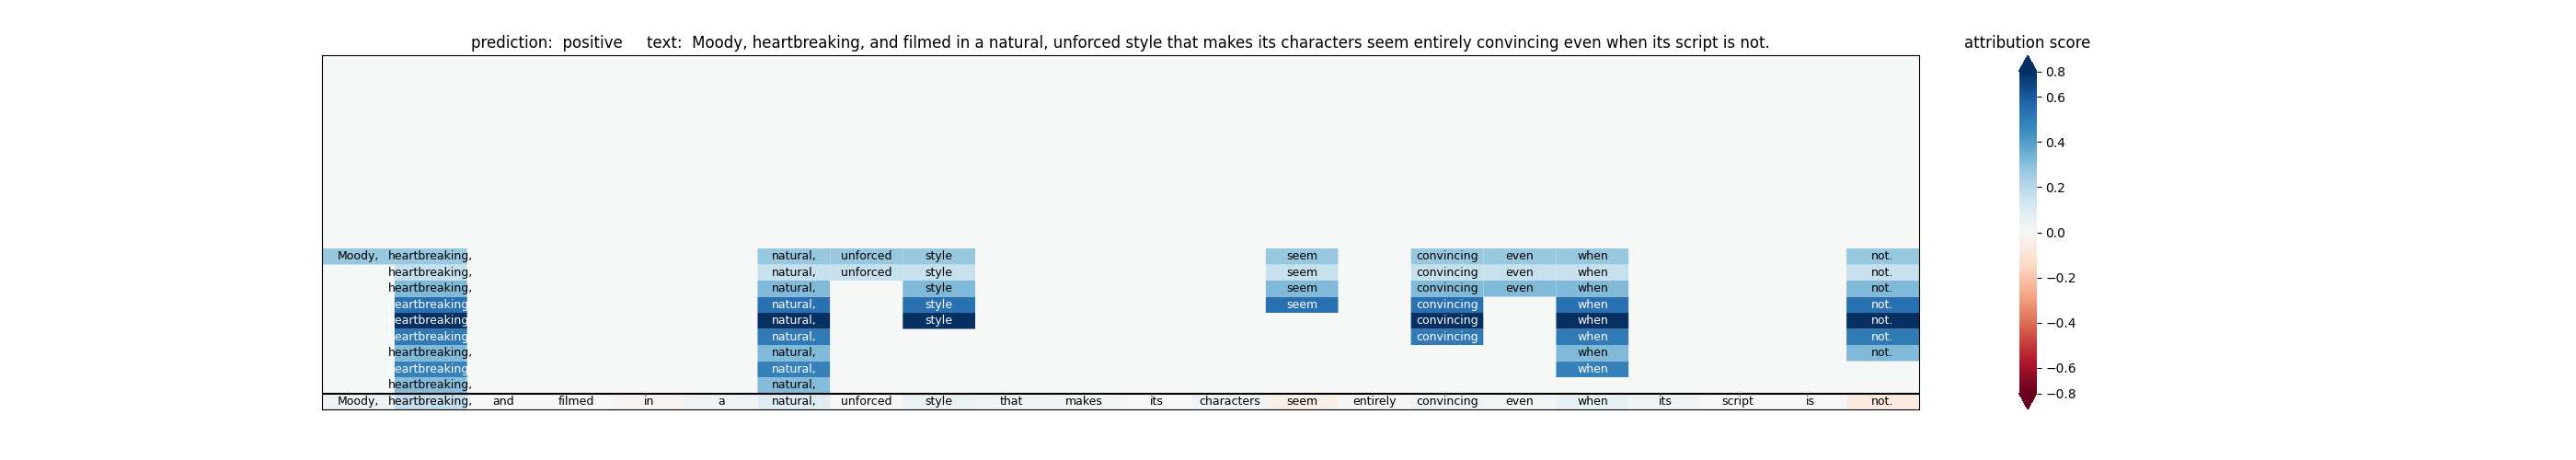 prediction:  positive     text:  Moody, heartbreaking, and filmed in a natural, unforced style that makes its characters seem entirely convincing even when its script is not.
attribution score
Moody, heartbreaking, natural, unforced style seem convincing even when not.
heartbreaking, natural, unforced style seem convincing even when not.
heartbreaking, natural, style seem convincing even when not.
eartbreaking natural, style seem convincing when not.
eartbreaking natural, style convincing when not.
eartbreaking natural, convincing when not.
heartbreaking, natural, when not.
eartbreaking natural, when
heartbreaking, natural,
Moody, heartbreaking, and filmed in a natural, unforced style that makes its characters seem entirely convincing even when its script is not.
0.8
0.6
0.4
0.2
0.0
−0.2
−0.4
−0.6
−0.8